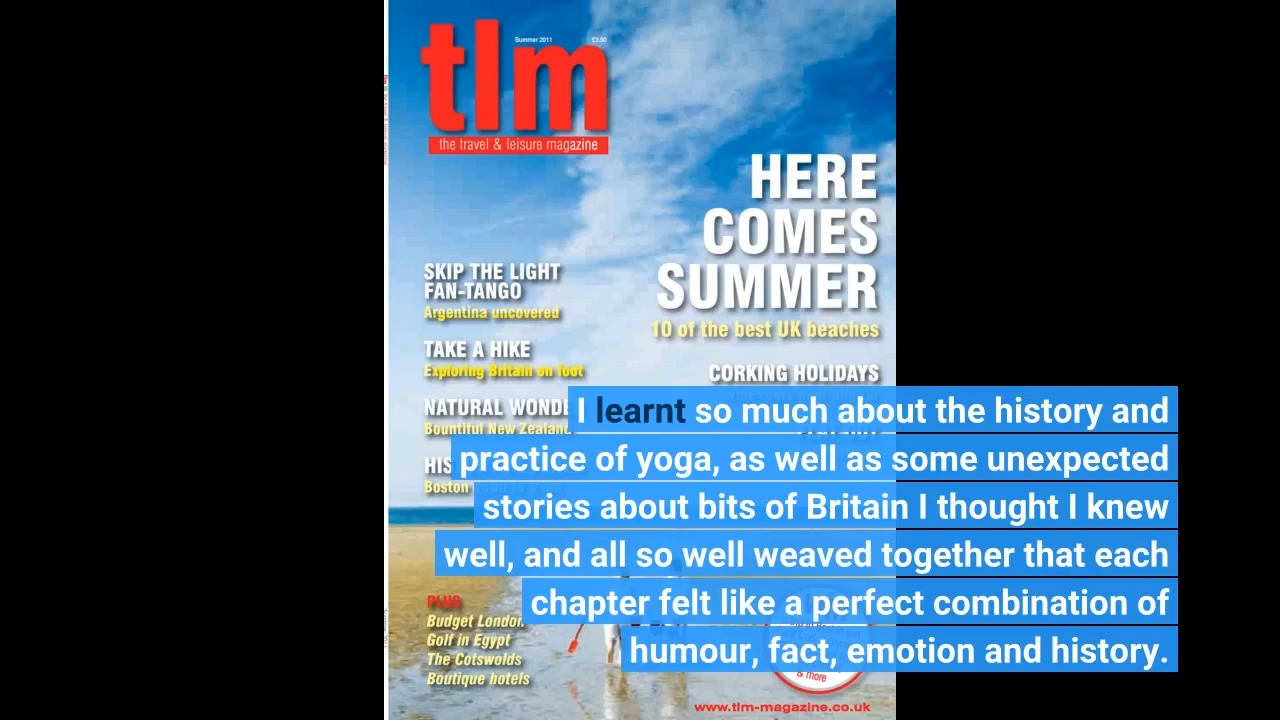 Summer 2011
£3.50
tlm
the travel & leisure magazine
HERE
COMES
SUMMER
10 of the best UK beaches
SKIP THE LIGHT
FAN-TANGO
Argentina uncovered
TAKE A HIKE
Exploring Britain on foot
CORKING HOLIDAYS
NATURAL
Bountiful New Zealand
Boston
I learnt so much about the history and
practice of yoga, as well as some unexpected
stories about bits of Britain I thought I knew
well, and all so well weaved together that each
chapter felt like a perfect combination of
humour, fact, emotion and history.
PLUS
Budget London
Golf in Egypt
The Cotswolds
Boutique hotels
& more
www.tlm-magazine.co.uk